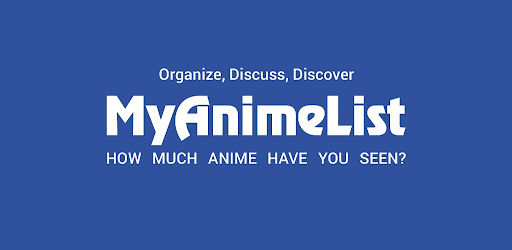 Organize, Discuss, Discover
MyAnimeList
HOW MUCH ANIME HAVE YOU SEEN?